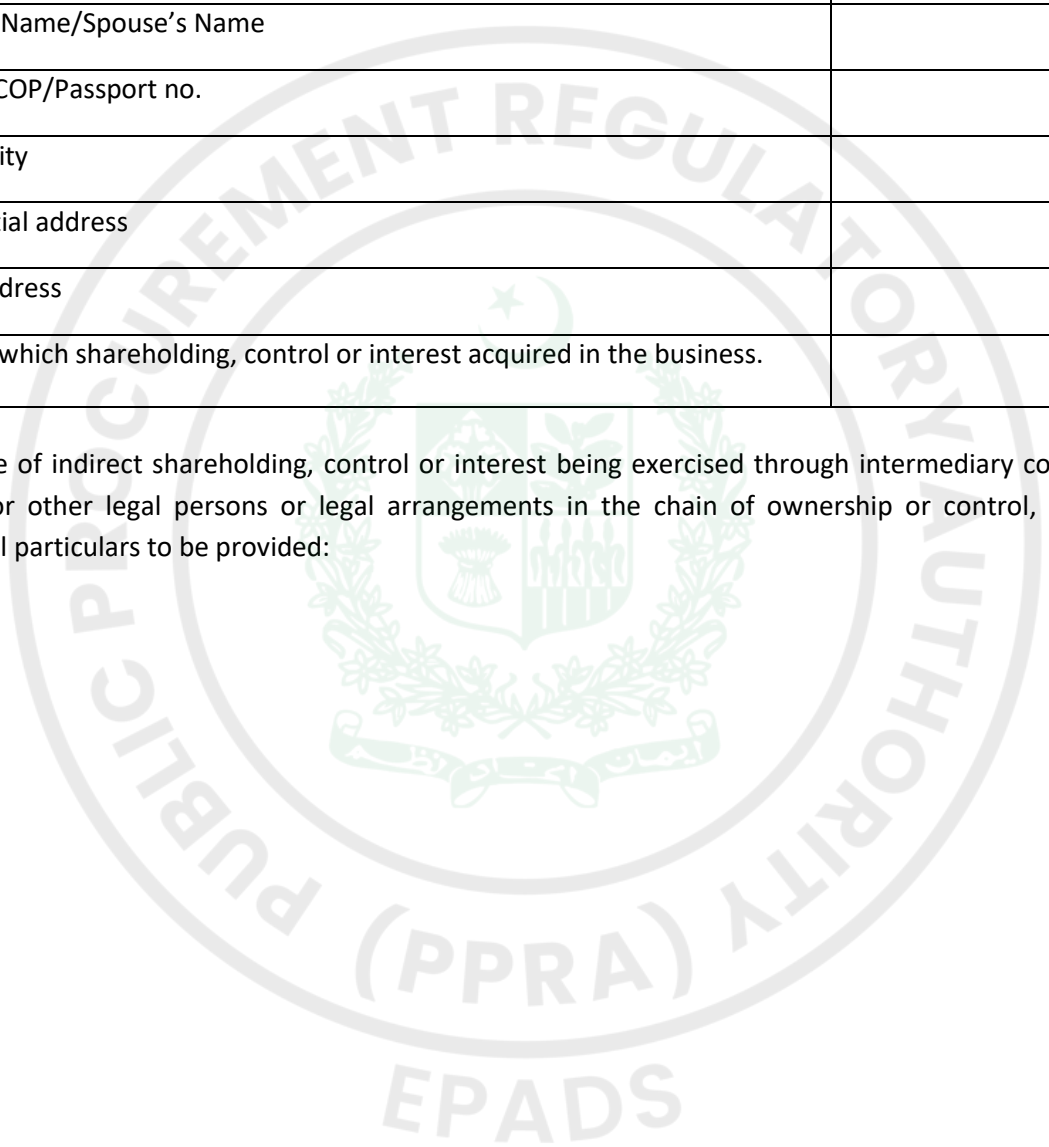 Name/Spouse’s Name
COP/Passport no.
ity
ial address
dress
which shareholding, control or interest acquired in the business.
e of indirect shareholding, control or interest being exercised through intermediary co
or other legal persons or legal arrangements in the chain of ownership or control,
l particulars to be provided:
PUBLIC PROCUREMENT REGULATORY AUTHORITY
(PPRA)
EPADS